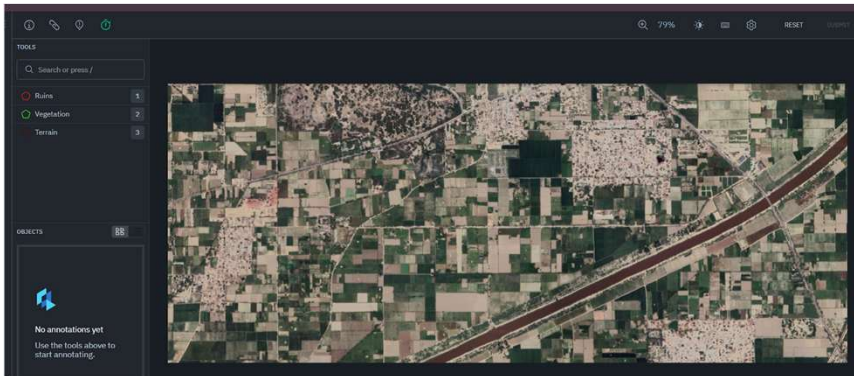 79%
RESET
SUBMIT
TOOLS
Search or press /
Ruins 1
Vegetation 2
Terrain 3
OBJECTS
No annotations yet
Use the tools above to
start annotating.